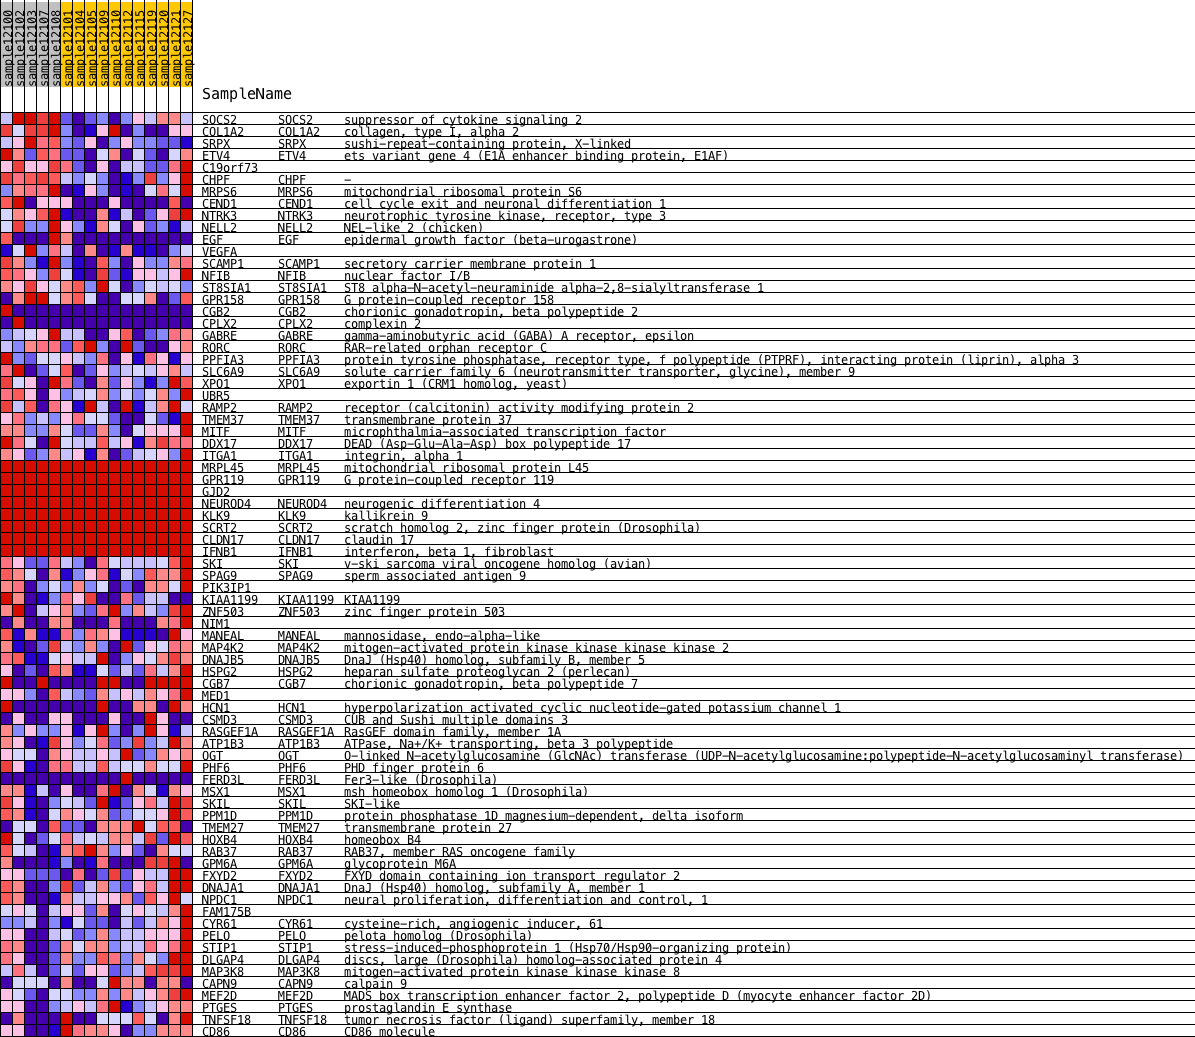 sample12100 sample12102 sample12103 sample12107 sample12108 sample12101 sample12104 sample12105 sample12109 sample12110 sample12112 sample12115 sample12119 sample12120 sample12121 sample12127
SampleName
SOCS2 SOCS2 suppressor of cytokine signaling 2
COL1A2 COL1A2 collagen, type I, alpha 2
SRPX SRPX sushi-repeat-containing protein, X-linked
ETV4 ETV4 ets variant gene 4 (E1A enhancer binding protein, E1AF)
C19orf73
CHPF CHPF -
MRPS6 MRPS6 mitochondrial ribosomal protein S6
CEND1 CEND1 cell cycle exit and neuronal differentiation 1
NTRK3 NTRK3 neurotrophic tyrosine kinase, receptor, type 3
NELL2 NELL2 NEL-like 2 (chicken)
EGF EGF epidermal growth factor (beta-urogastrone)
VEGFA
SCAMP1 SCAMP1 secretory carrier membrane protein 1
NFIB NFIB nuclear factor I/B
ST8SIA1 ST8SIA1 ST8 alpha-N-acetyl-neuraminide alpha-2,8-sialyltransferase 1
GPR158 GPR158 G protein-coupled receptor 158
CGB2 CGB2 chorionic gonadotropin, beta polypeptide 2
CPLX2 CPLX2 complexin 2
GABRE GABRE gamma-aminobutyric acid (GABA) A receptor, epsilon
RORC RORC RAR-related orphan receptor C
PPFIA3 PPFIA3 protein tyrosine phosphatase, receptor type, f polypeptide (PTPRF), interacting protein (liprin), alpha 3
SLC6A9 SLC6A9 solute carrier family 6 (neurotransmitter transporter, glycine), member 9
XPO1 XPO1 exportin 1 (CRM1 homolog, yeast)
UBR5
RAMP2 RAMP2 receptor (calcitonin) activity modifying protein 2
TMEM37 TMEM37 transmembrane protein 37
MITF MITF microphthalmia-associated transcription factor
DDX17 DDX17 DEAD (Asp-Glu-Ala-Asp) box polypeptide 17
ITGA1 ITGA1 integrin, alpha 1
MRPL45 MRPL45 mitochondrial ribosomal protein L45
GPR119 GPR119 G protein-coupled receptor 119
GJD2
NEUROD4 NEUROD4 neurogenic differentiation 4
KLK9 KLK9 kallikrein 9
SCRT2 SCRT2 scratch homolog 2, zinc finger protein (Drosophila)
CLDN17 CLDN17 claudin 17
IFNB1 IFNB1 interferon, beta 1, fibroblast
SKI SKI v-ski sarcoma viral oncogene homolog (avian)
SPAG9 SPAG9 sperm associated antigen 9
PIK3IP1
KIAA1199 KIAA1199 KIAA1199
ZNF503 ZNF503 zinc finger protein 503
NIM1
MANEAL MANEAL mannosidase, endo-alpha-like
MAP4K2 MAP4K2 mitogen-activated protein kinase kinase kinase kinase 2
DNAJB5 DNAJB5 DnaJ (Hsp40) homolog, subfamily B, member 5
HSPG2 HSPG2 heparan sulfate proteoglycan 2 (perlecan)
CGB7 CGB7 chorionic gonadotropin, beta polypeptide 7
MED1
HCN1 HCN1 hyperpolarization activated cyclic nucleotide-gated potassium channel 1
CSMD3 CSMD3 CUB and Sushi multiple domains 3
RASGEF1A RASGEF1A RasGEF domain family, member 1A
ATP1B3 ATP1B3 ATPase, Na+/K+ transporting, beta 3 polypeptide
OGT OGT O-linked N-acetylglucosamine (GlcNAc) transferase (UDP-N-acetylglucosamine:polypeptide-N-acetylglucosaminyl transferase)
PHF6 PHF6 PHD finger protein 6
FERD3L FERD3L Fer3-like (Drosophila)
MSX1 MSX1 msh homeobox homolog 1 (Drosophila)
SKIL SKIL SKI-like
PPM1D PPM1D protein phosphatase 1D magnesium-dependent, delta isoform
TMEM27 TMEM27 transmembrane protein 27
HOXB4 HOXB4 homeobox B4
RAB37 RAB37 RAB37, member RAS oncogene family
GPM6A GPM6A glycoprotein M6A
FXYD2 FXYD2 FXYD domain containing ion transport regulator 2
DNAJA1 DNAJA1 DnaJ (Hsp40) homolog, subfamily A, member 1
NPDC1 NPDC1 neural proliferation, differentiation and control, 1
FAM175B
CYR61 CYR61 cysteine-rich, angiogenic inducer, 61
PELO PELO pelota homolog (Drosophila)
STIP1 STIP1 stress-induced-phosphoprotein 1 (Hsp70/Hsp90-organizing protein)
DLGAP4 DLGAP4 discs, large (Drosophila) homolog-associated protein 4
MAP3K8 MAP3K8 mitogen-activated protein kinase kinase kinase 8
CAPN9 CAPN9 calpain 9
MEF2D MEF2D MADS box transcription enhancer factor 2, polypeptide D (myocyte enhancer factor 2D)
PTGES PTGES prostaglandin E synthase
TNFSF18 TNFSF18 tumor necrosis factor (ligand) superfamily, member 18
CD86 CD86 CD86 molecule